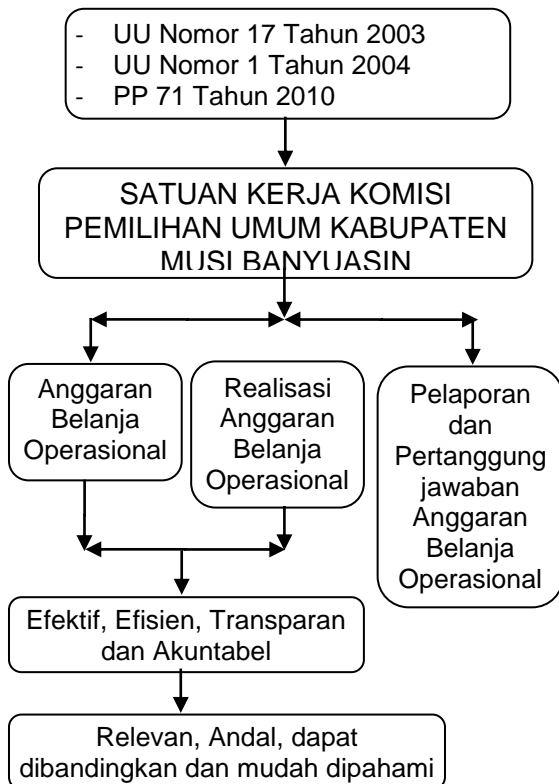 - UU Nomor 17 Tahun 2003
- UU Nomor 1 Tahun 2004
- PP 71 Tahun 2010
SATUAN KERJA KOMISI
PEMILIHAN UMUM KABUPATEN
MUSI BANYUASIN
Anggaran
Belanja
Operasional
Realisasi
Anggaran
Belanja
Operasional
Pelaporan
dan
Pertanggung
jawaban
Anggaran
Belanja
Operasional
Efektif, Efisien, Transparan
dan Akuntabel
Relevan, Andal, dapat
dibandingkan dan mudah dipahami